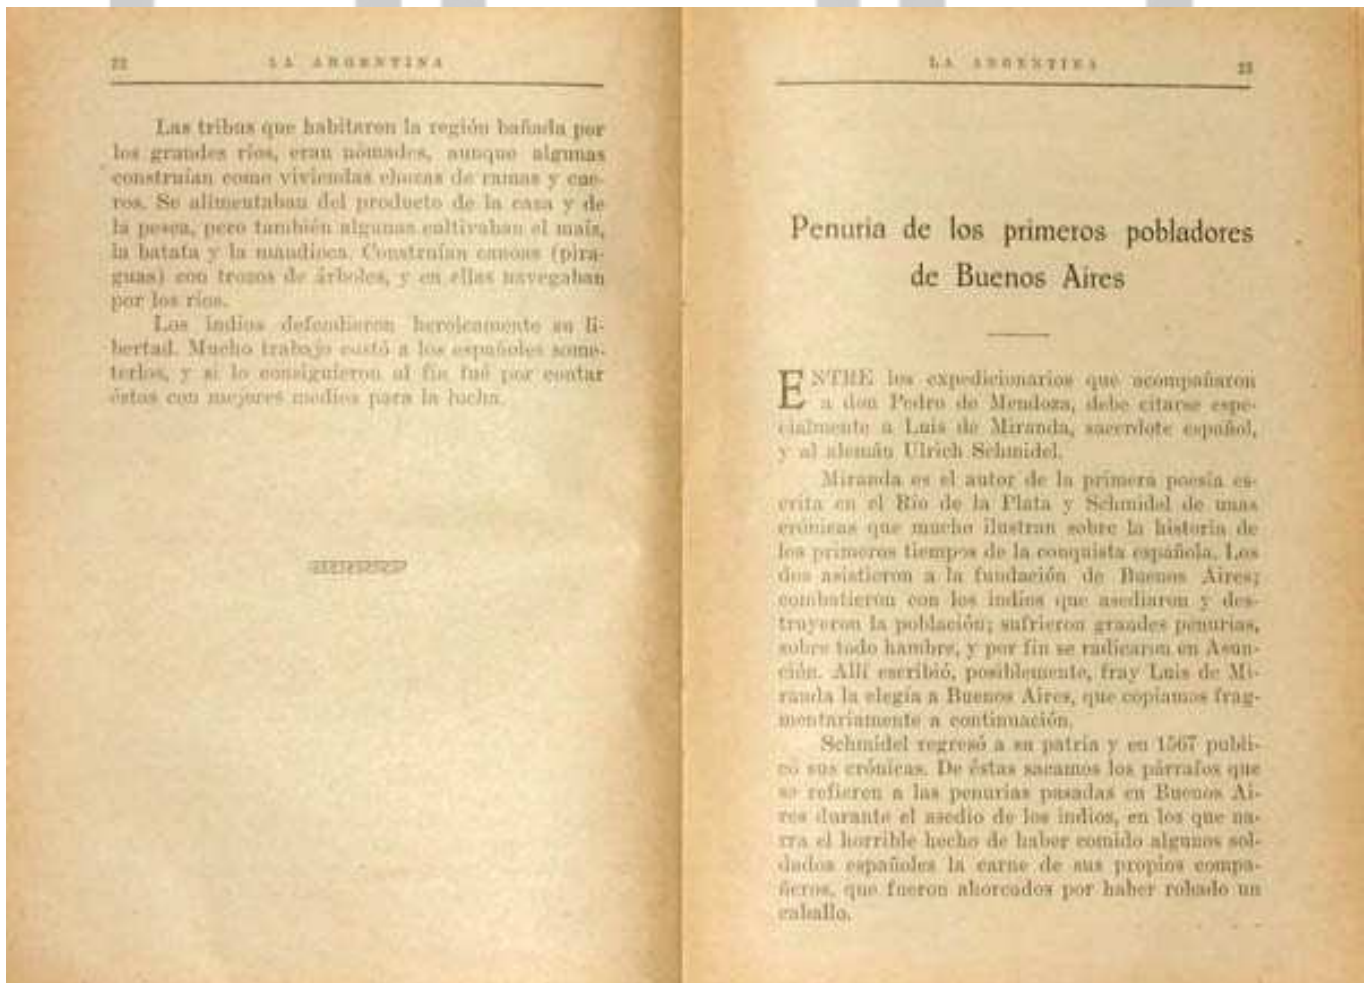 22
LA ARGENTINA
Las tribus que habitaron la región bañada por
los grandes ríos, eran nómades, aunque algunas
construían como viviendas chozas de ramas y cue-
ros. Se alimentaban del producto de la caza y de
la pesca, pero también algunas cultivaban el maís,
la batata y la mandioca. Construían canoas (pira-
guas) con trozos de árboles, y en ellas navegaban
por los ríos.
Los indios defendieron heroicamente su li-
bertad. Mucho trabajo costó a los españoles some-
terlos, y si lo consiguieron al fin fué por contar
éstos con mejores medios para la lucha.
LA ARGENTINA
23
Penuria de los primeros pobladores
de Buenos Aires
ENTRE los expedicionarios que acompañaron
a don Pedro de Mendoza, debe citarse espe-
cialmente a Luis de Miranda, sacerdote español,
y al alemán Ulrich Schmidel.
Miranda es el autor de la primera poesía es-
crita en el Río de la Plata y Schmidel de unas
crónicas que mucho ilustran sobre la historia de
los primeros tiempos de la conquista española. Los
dos asistieron a la fundación de Buenos Aires;
combatieron con los indios que asediaron y des-
truyeron la población; sufrieron grandes penurias,
sobre todo hambre, y por fin se radicaron en Asun-
ción. Allí escribió, posiblemente, fray Luis de Mi-
randa la elegía a Buenos Aires, que copiamos frag-
mentariamente a continuación.
Schmidel regresó a su patria y en 1567 publi-
có sus crónicas. De éstas sacamos los párrafos que
se refieren a las penurias pasadas en Buenos Ai-
res durante el asedio de los indios, en los que na-
rra el horrible hecho de haber comido algunos sol-
dados españoles la carne de sus propios compa-
ñeros, que fueron ahorcados por haber robado un
caballo.